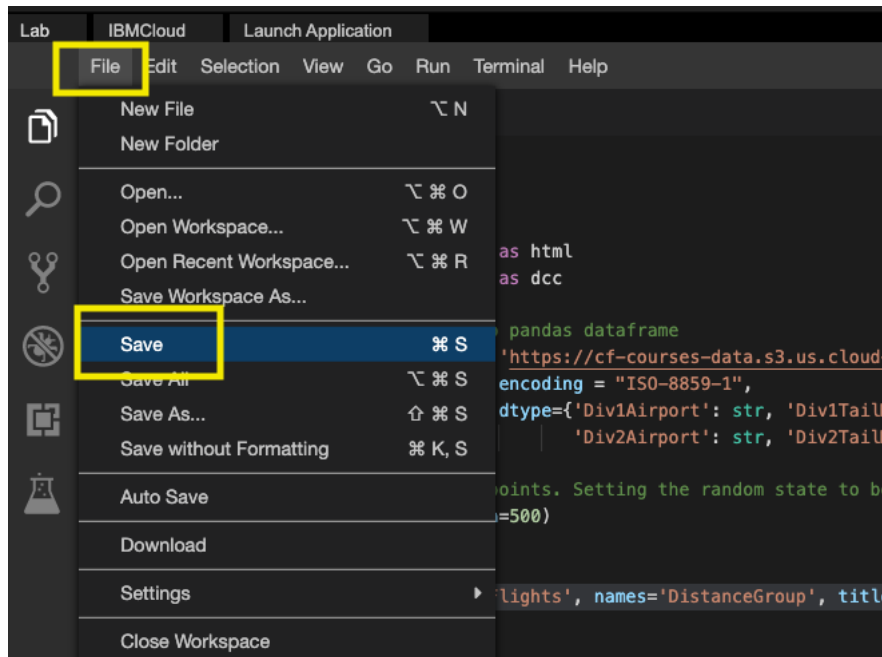 Lab IBMCloud Launch Application
File Edit Selection View Go Run Terminal Help
New File ⌥ N
New Folder
Open... ⌥ ⌘ O
Open Workspace... ⌥ ⌘ W
Open Recent Workspace... ⌥ ⌘ R
as html
as dcc
Save Workspace As...
pandas dataframe
Save ⌘ S
'https://cf-courses-data.s3.us.cloud
Save All ⌥ ⌘ S
encoding = "ISO-8859-1",
Save As... ⇧ ⌘ S
dtype={'Div1Airport': str, 'Div1Tail
Save without Formatting ⌘ K, S
'Div2Airport': str, 'Div2Tail
Auto Save
points. Setting the random state to b
=500)
Download
Settings
lights', names='DistanceGroup', titl
Close Workspace